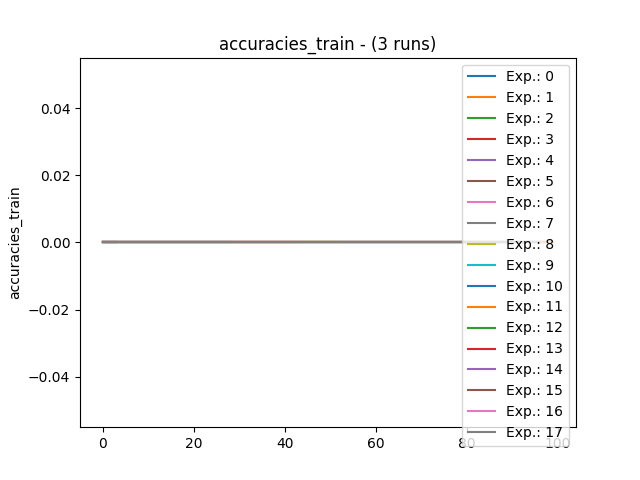 accuracies_train - (3 runs)
accuracies_train
0.04
0.02
0.00
−0.02
−0.04
0
20
40
60
80
100
Exp.: 0
Exp.: 1
Exp.: 2
Exp.: 3
Exp.: 4
Exp.: 5
Exp.: 6
Exp.: 7
Exp.: 8
Exp.: 9
Exp.: 10
Exp.: 11
Exp.: 12
Exp.: 13
Exp.: 14
Exp.: 15
Exp.: 16
Exp.: 17